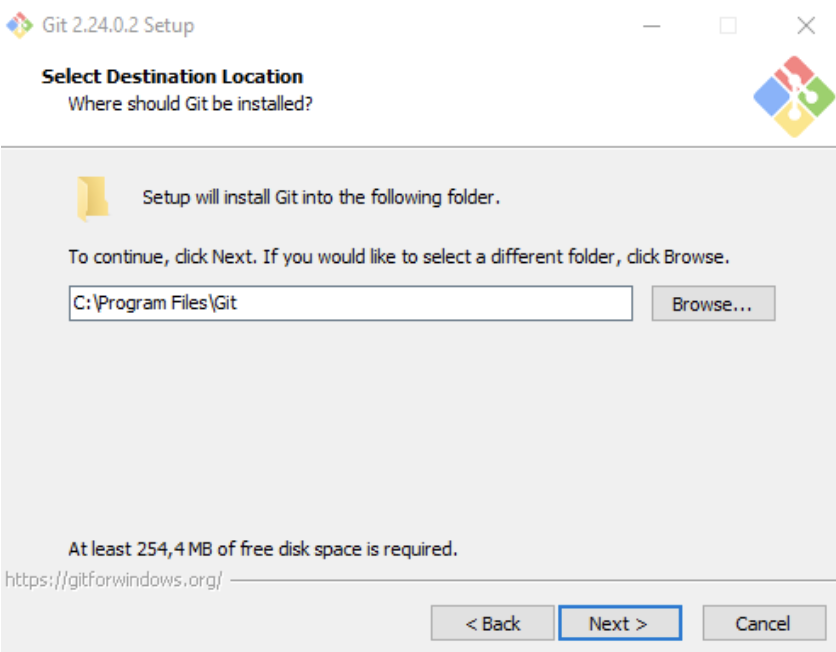 Git 2.24.0.2 Setup
Select Destination Location
Where should Git be installed?
Setup will install Git into the following folder.
To continue, click Next. If you would like to select a different folder, click Browse.
C:\Program Files\Git
Browse...
At least 254,4 MB of free disk space is required.
https://gitforwindows.org/
< Back
Next >
Cancel